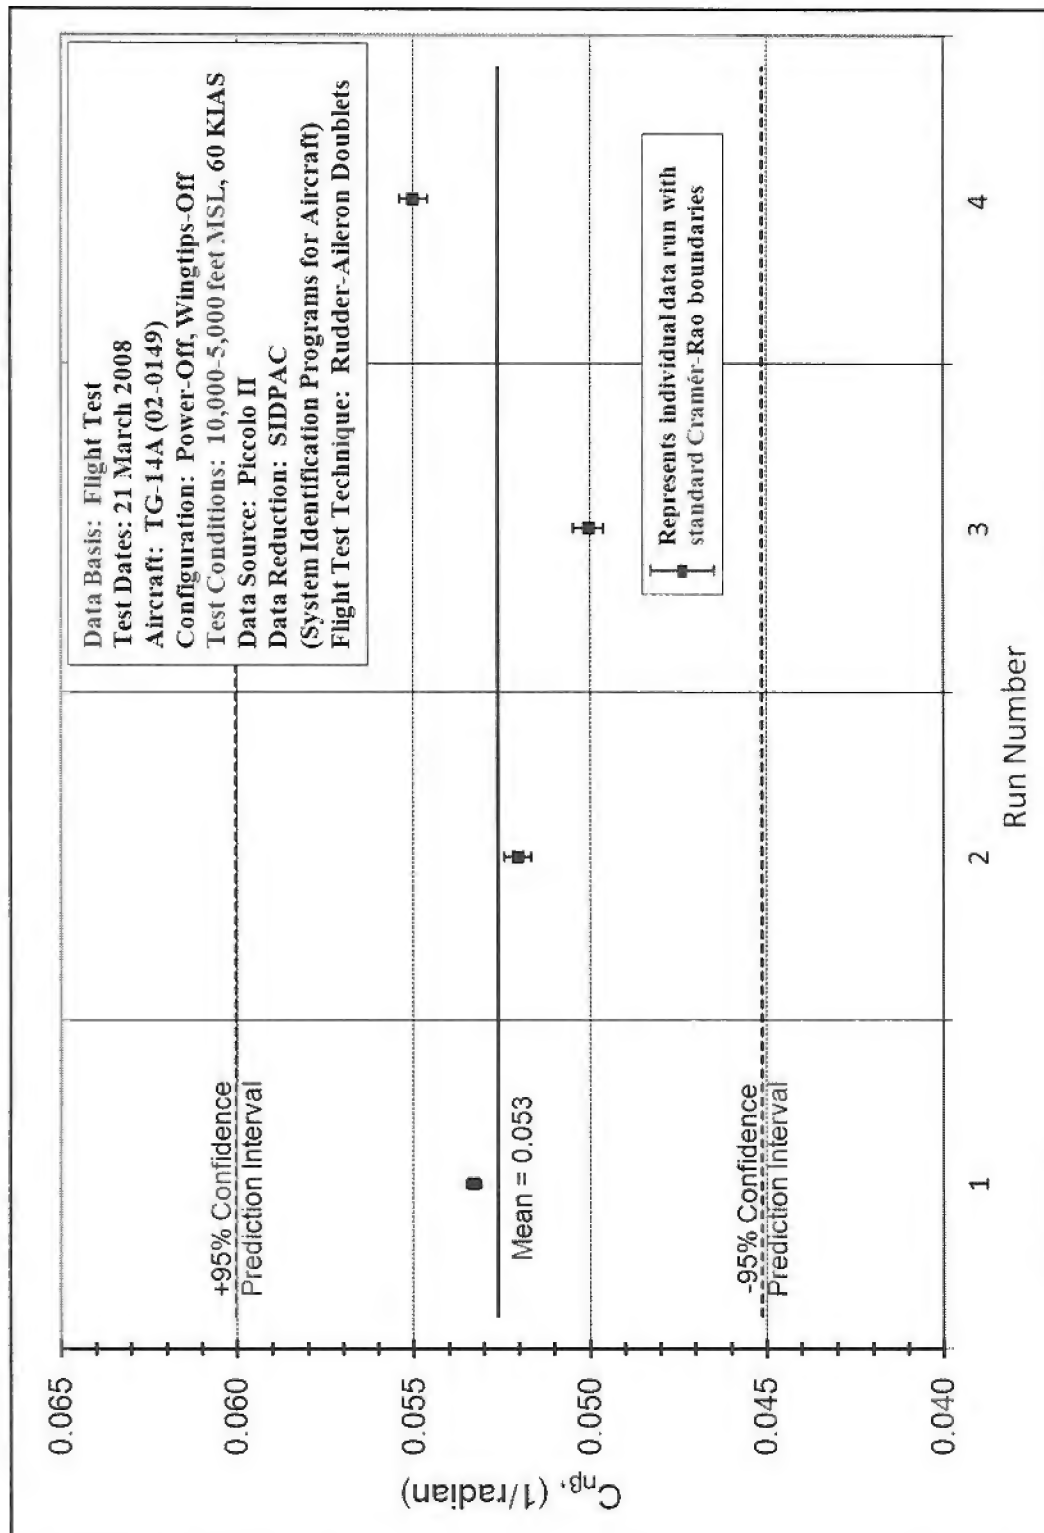 Data Basis: Flight Test
Test Dates: 21 March 2008
Aircraft: TG-14A (02-0149)
Configuration: Power-Off, Wingtips-Off
Test Conditions: 10,000-5,000 feet MSL, 60 KIAS
Data Source: Piccolo II
Data Reduction: SIDPAC
(System Identification Programs for Aircraft)
Flight Test Technique: Rudder-Aileron Doublets
+95% Confidence
Prediction Interval
Mean = 0.053
Represents individual data run with
standard Cramér-Rao boundaries
-95% Confidence
Prediction Interval
0.065
0.060
0.055
0.050
0.045
0.040
Cnβ, (1/radian)
1
2
3
4
Run Number